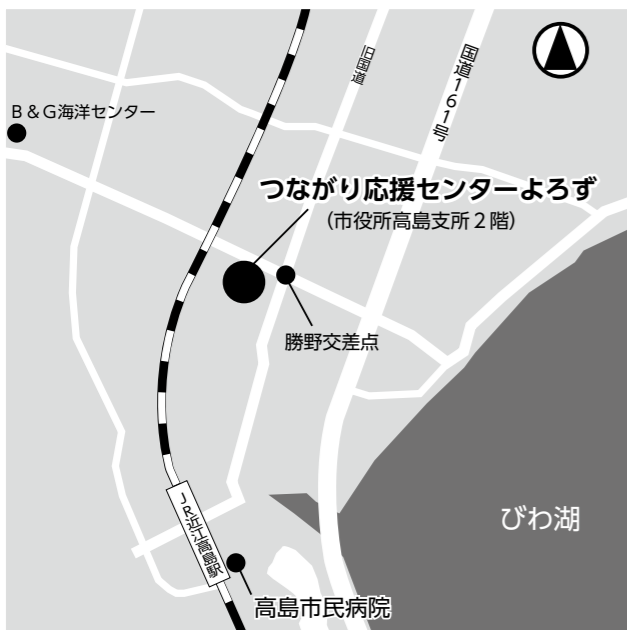 旧国道
国道161号
B&G海洋センター
つながり応援センターよろず
(市役所高島支所2階)
勝野交差点
JR近江高島駅
びわ湖
高島市民病院